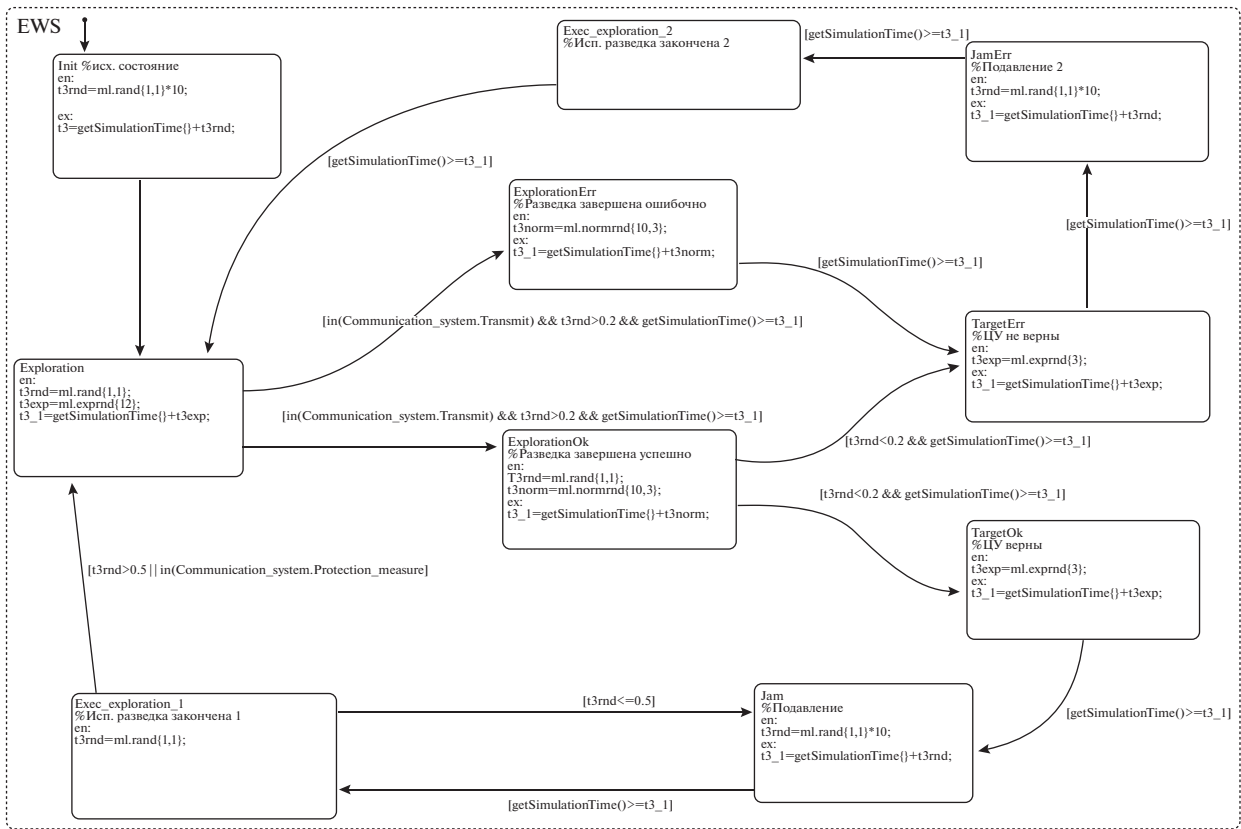 EWS
Init %исх. состояние
en:
t3rnd=ml.rand{1,1}*10;
ex:
t3=getSimulationTime{}+t3rnd;
Exec_exploration_2
%Исп. разведка закончена 2
[getSimulationTime()>=t3_1]
JamErr
%Подавление 2
en:
t3rnd=ml.rand{1,1}*10;
ex:
t3_1=getSimulationTime{}+t3rnd;
[getSimulationTime()>=t3_1]
ExplorationErr
%Разведка завершена ошибочно
en:
t3norm=ml.normrnd{10,3};
ex:
t3_1=getSimulationTime{}+t3norm;
[getSimulationTime()>=t3_1]
[getSimulationTime()>=t3_1]
[in(Communication_system.Transmit) && t3rnd>0.2 && getSimulationTime()>=t3_1]
TargetErr
%ЦУ не верны
en:
t3exp=ml.exprnd{3};
ex:
t3_1=getSimulationTime{}+t3exp;
Exploration
en:
t3rnd=ml.rand{1,1};
t3exp=ml.exprnd{12};
t3_1=getSimulationTime{}+t3exp;
[in(Communication_system.Transmit) && t3rnd>0.2 && getSimulationTime()>=t3_1]
ExplorationOk
%Разведка завершена успешно
en:
T3rnd=ml.rand{1,1};
t3norm=ml.normrnd{10,3};
ex:
t3_1=getSimulationTime{}+t3norm;
[t3rnd<0.2 && getSimulationTime()>=t3_1]
[t3rnd<0.2 && getSimulationTime()>=t3_1]
TargetOk
%ЦУ верны
en:
t3exp=ml.exprnd{3};
ex:
t3_1=getSimulationTime{}+t3exp;
[t3rnd>0.5 || in(Communication_system.Protection_measure]
Exec_exploration_1
%Исп. разведка закончена 1
en:
t3rnd=ml.rand{1,1};
[t3rnd<=0.5]
Jam
%Подавление
en:
t3rnd=ml.rand{1,1}*10;
ex:
t3_1=getSimulationTime{}+t3rnd;
[getSimulationTime()>=t3_1]
[getSimulationTime()>=t3_1]